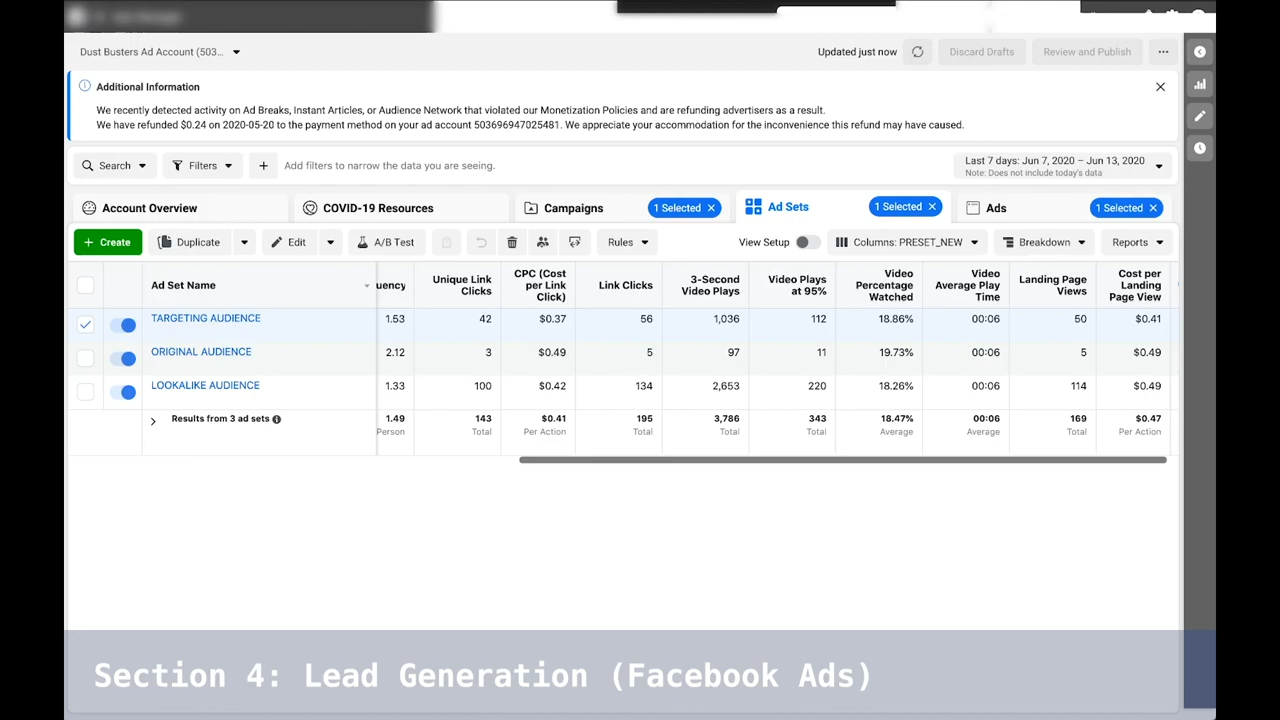 Dust Busters Ad Account (503...
Updated just now
Discard Drafts
Review and Publish
Additional Information
We recently detected activity on Ad Breaks, Instant Articles, or Audience Network that violated our Monetization Policies and are refunding advertisers as a result.
We have refunded $0.24 on 2020-05-20 to the payment method on your ad account 503696947025481. We appreciate your accommodation for the inconvenience this refund may have caused.
Search
Filters
Add filters to narrow the data you are seeing.
Last 7 days: Jun 7, 2020 – Jun 13, 2020
Note: Does not include today's data
Account Overview
COVID-19 Resources
Campaigns
1 Selected
Ad Sets
1 Selected
Ads
1 Selected
+ Create
Duplicate
Edit
A/B Test
Rules
View Setup
Columns: PRESET_NEW
Breakdown
Reports
Ad Set Name
uency
Unique Link Clicks
CPC (Cost per Link Click)
Link Clicks
3-Second Video Plays
Video Plays at 95%
Video Percentage Watched
Video Average Play Time
Landing Page Views
Cost per Landing Page View
TARGETING AUDIENCE 1.53 42 $0.37 56 1,036 112 18.86% 00:06 50 $0.41
ORIGINAL AUDIENCE 2.12 3 $0.49 5 97 11 19.73% 00:06 5 $0.49
LOOKALIKE AUDIENCE 1.33 100 $0.42 134 2,653 220 18.26% 00:06 114 $0.49
Results from 3 ad sets 1.49 143 $0.41 195 3,786 343 18.47% 00:06 169 $0.47
Person Total Per Action Total Total Total Average Average Total Per Action
Section 4: Lead Generation (Facebook Ads)